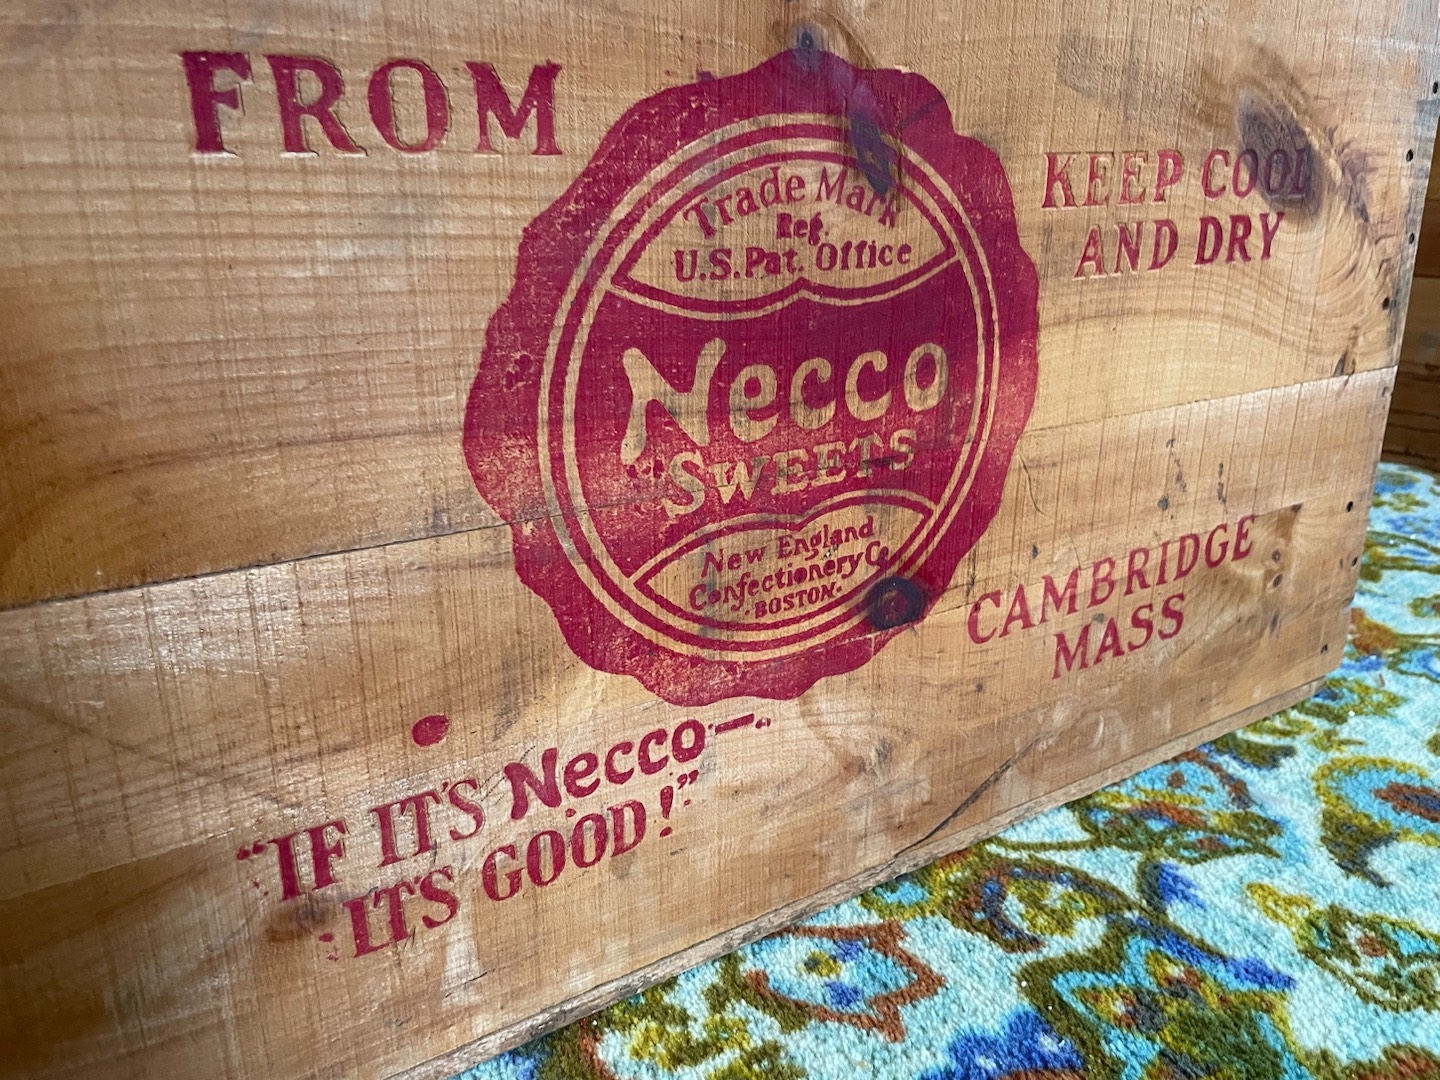 FROM
Trade Mark
Reg.
U.S. Pat. Office
Necco
SWEETS
New England
Confectionery Co.
BOSTON.
KEEP COOL
AND DRY
CAMBRIDGE
MASS
"IF IT'S Necco—
IT'S GOOD!"